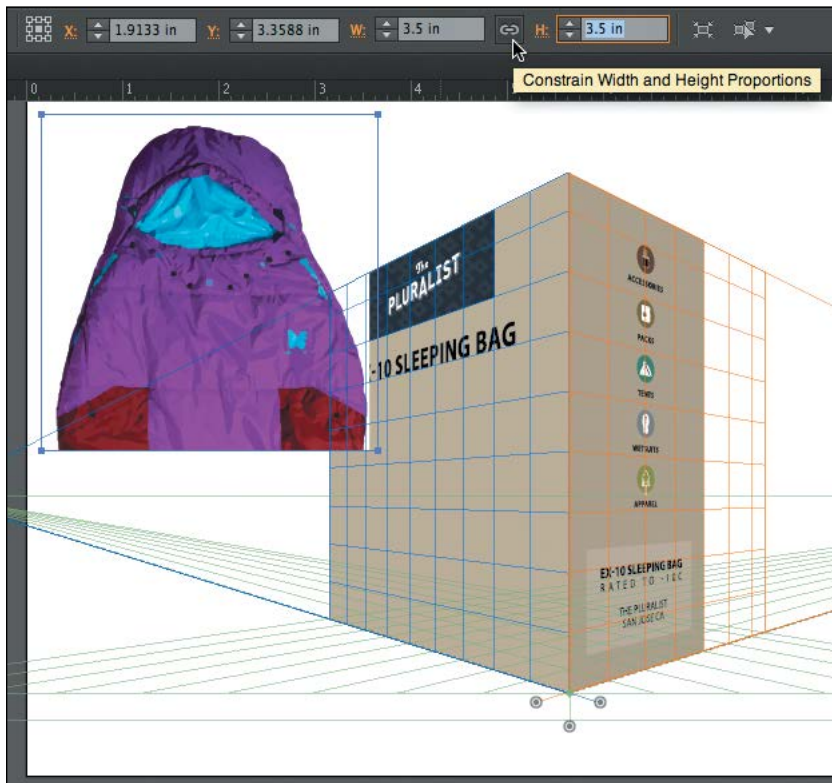 X: 1.9133 in Y: 3.3588 in W: 3.5 in H: 3.5 in
Constrain Width and Height Proportions
0 1 2 3 4
The
PLURALIST
-10 SLEEPING BAG
ACCESSORIES
PACKS
TENTS
WETSUITS
APPAREL
EX-10 SLEEPING BAG
RATED TO -10C
THE PLURALIST
SAN JOSE CA